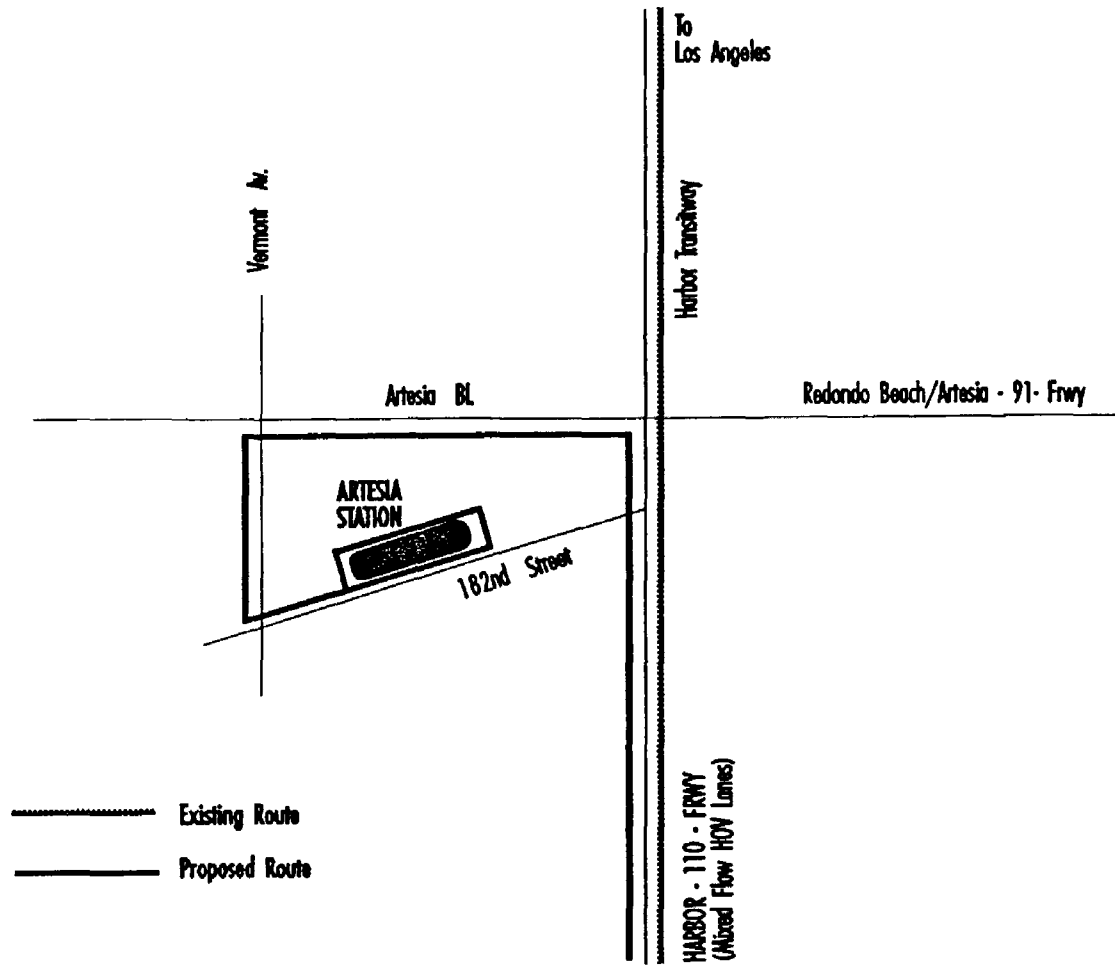 To
Los Angeles
Vermont Av.
Harbor Transitway
Artesia BL
Redondo Beach/Artesia - 91- Frwy
ARTESIA
STATION
182nd Street
Existing Route
Proposed Route
HARBOR - 110 - FRWY
(Mixed Flow HOV Lanes)